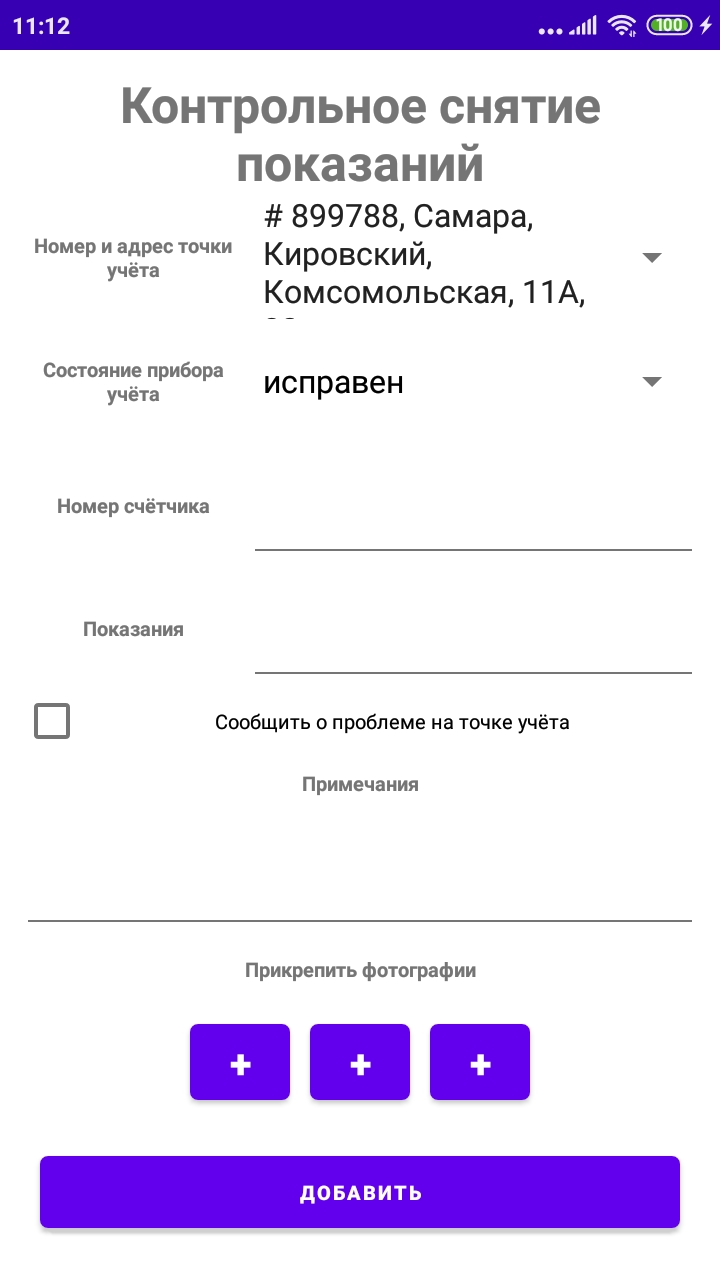 11:12
100
Контрольное снятие
показаний
Номер и адрес точки
учёта
# 899788, Самара,
Кировский,
Комсомольская, 11А,
Состояние прибора
учёта
исправен
Номер счётчика
Показания
Сообщить о проблеме на точке учёта
Примечания
Прикрепить фотографии
+ + +
ДОБАВИТЬ